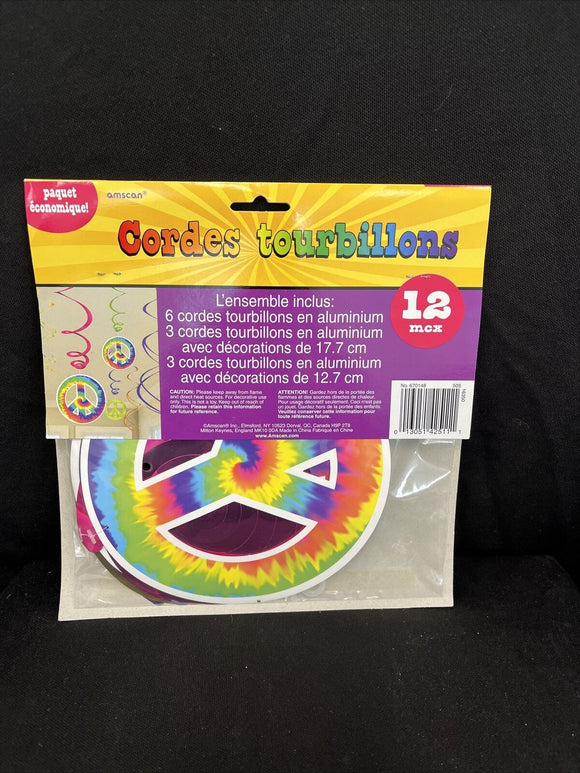 paquet
économique!
amscan®
Cordes tourbillons
L'ensemble inclus:
6 cordes tourbillons en aluminium
3 cordes tourbillons en aluminium
avec décorations de 17.7 cm
3 cordes tourbillons en aluminium
avec décorations de 12.7 cm
12
mcx
CAUTION: Please keep away from flame
and direct heat sources. For decorative use
only. This is not a toy. Keep out of reach of
children. Please retain this information
for future reference.
ATTENTION! Gardez hors de la portée des
flammes et des sources directes de chaleur.
Pour usage décoratif seulement. Ceci n'est pas
un jouet. Gardez hors de la portée des enfants.
Veuillez conserver cette information pour
toute référence future.
©Amscan® Inc., Elmsford, NY 10523 Dorval, QC, Canada H9P 2T8
Milton Keynes, England MK10 0DA Made in China Fabriqué en Chine
www.Amscan.com
No.670148
0 13051 42511 1